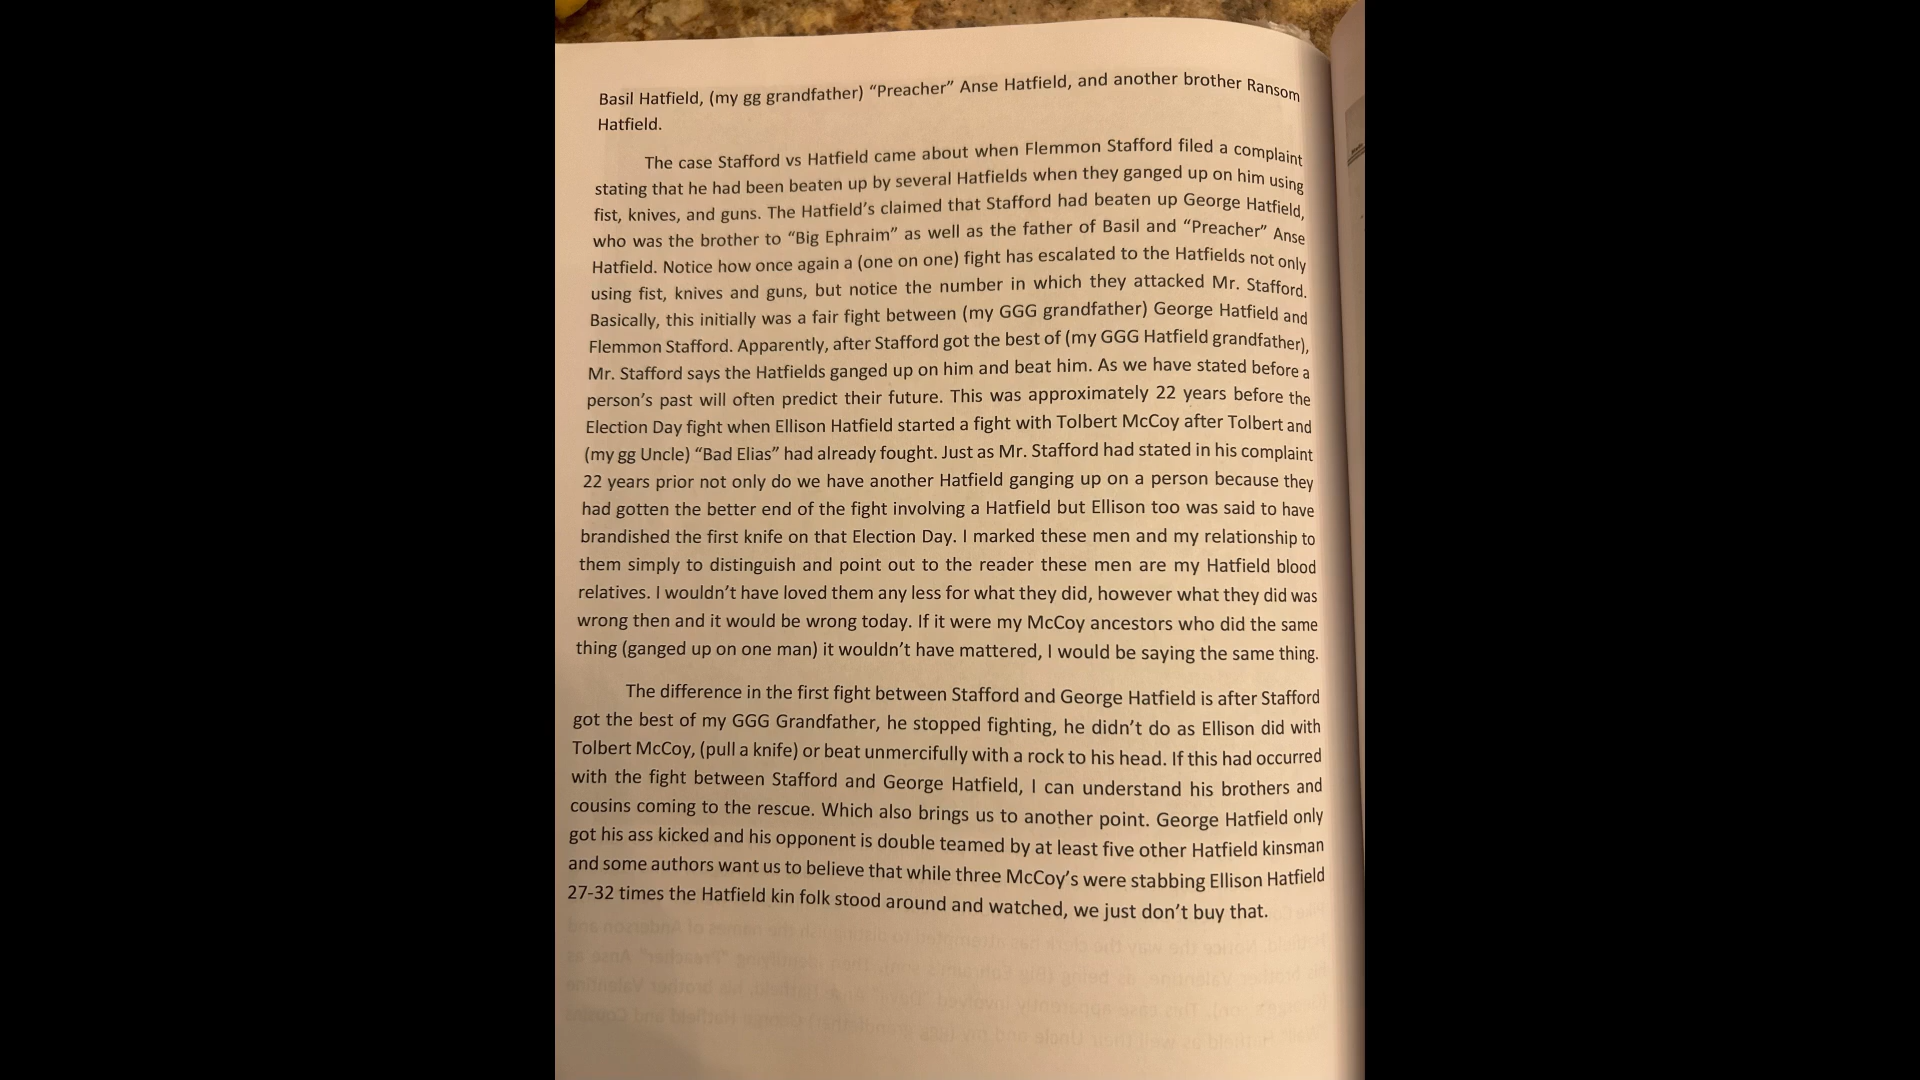 Basil Hatfield, (my gg grandfather) “Preacher” Anse Hatfield, and another brother Ransom
Hatfield.
The case Stafford vs Hatfield came about when Flemmon Stafford filed a complaint
stating that he had been beaten up by several Hatfields when they ganged up on him using
fist, knives, and guns. The Hatfield’s claimed that Stafford had beaten up George Hatfield,
who was the brother to “Big Ephraim” as well as the father of Basil and “Preacher” Anse
Hatfield. Notice how once again a (one on one) fight has escalated to the Hatfields not only
using fist, knives and guns, but notice the number in which they attacked Mr. Stafford.
Basically, this initially was a fair fight between (my GGG grandfather) George Hatfield and
Flemmon Stafford. Apparently, after Stafford got the best of (my GGG Hatfield grandfather),
Mr. Stafford says the Hatfields ganged up on him and beat him. As we have stated before a
person’s past will often predict their future. This was approximately 22 years before the
Election Day fight when Ellison Hatfield started a fight with Tolbert McCoy after Tolbert and
(my gg Uncle) “Bad Elias” had already fought. Just as Mr. Stafford had stated in his complaint
22 years prior not only do we have another Hatfield ganging up on a person because they
had gotten the better end of the fight involving a Hatfield but Ellison too was said to have
brandished the first knife on that Election Day. I marked these men and my relationship to
them simply to distinguish and point out to the reader these men are my Hatfield blood
relatives. I wouldn’t have loved them any less for what they did, however what they did was
wrong then and it would be wrong today. If it were my McCoy ancestors who did the same
thing (ganged up on one man) it wouldn’t have mattered, I would be saying the same thing.
The difference in the first fight between Stafford and George Hatfield is after Stafford
got the best of my GGG Grandfather, he stopped fighting, he didn’t do as Ellison did with
Tolbert McCoy, (pull a knife) or beat unmercifully with a rock to his head. If this had occurred
with the fight between Stafford and George Hatfield, I can understand his brothers and
cousins coming to the rescue. Which also brings us to another point. George Hatfield only
got his ass kicked and his opponent is double teamed by at least five other Hatfield kinsman
and some authors want us to believe that while three McCoy’s were stabbing Ellison Hatfield
27-32 times the Hatfield kin folk stood around and watched, we just don’t buy that.